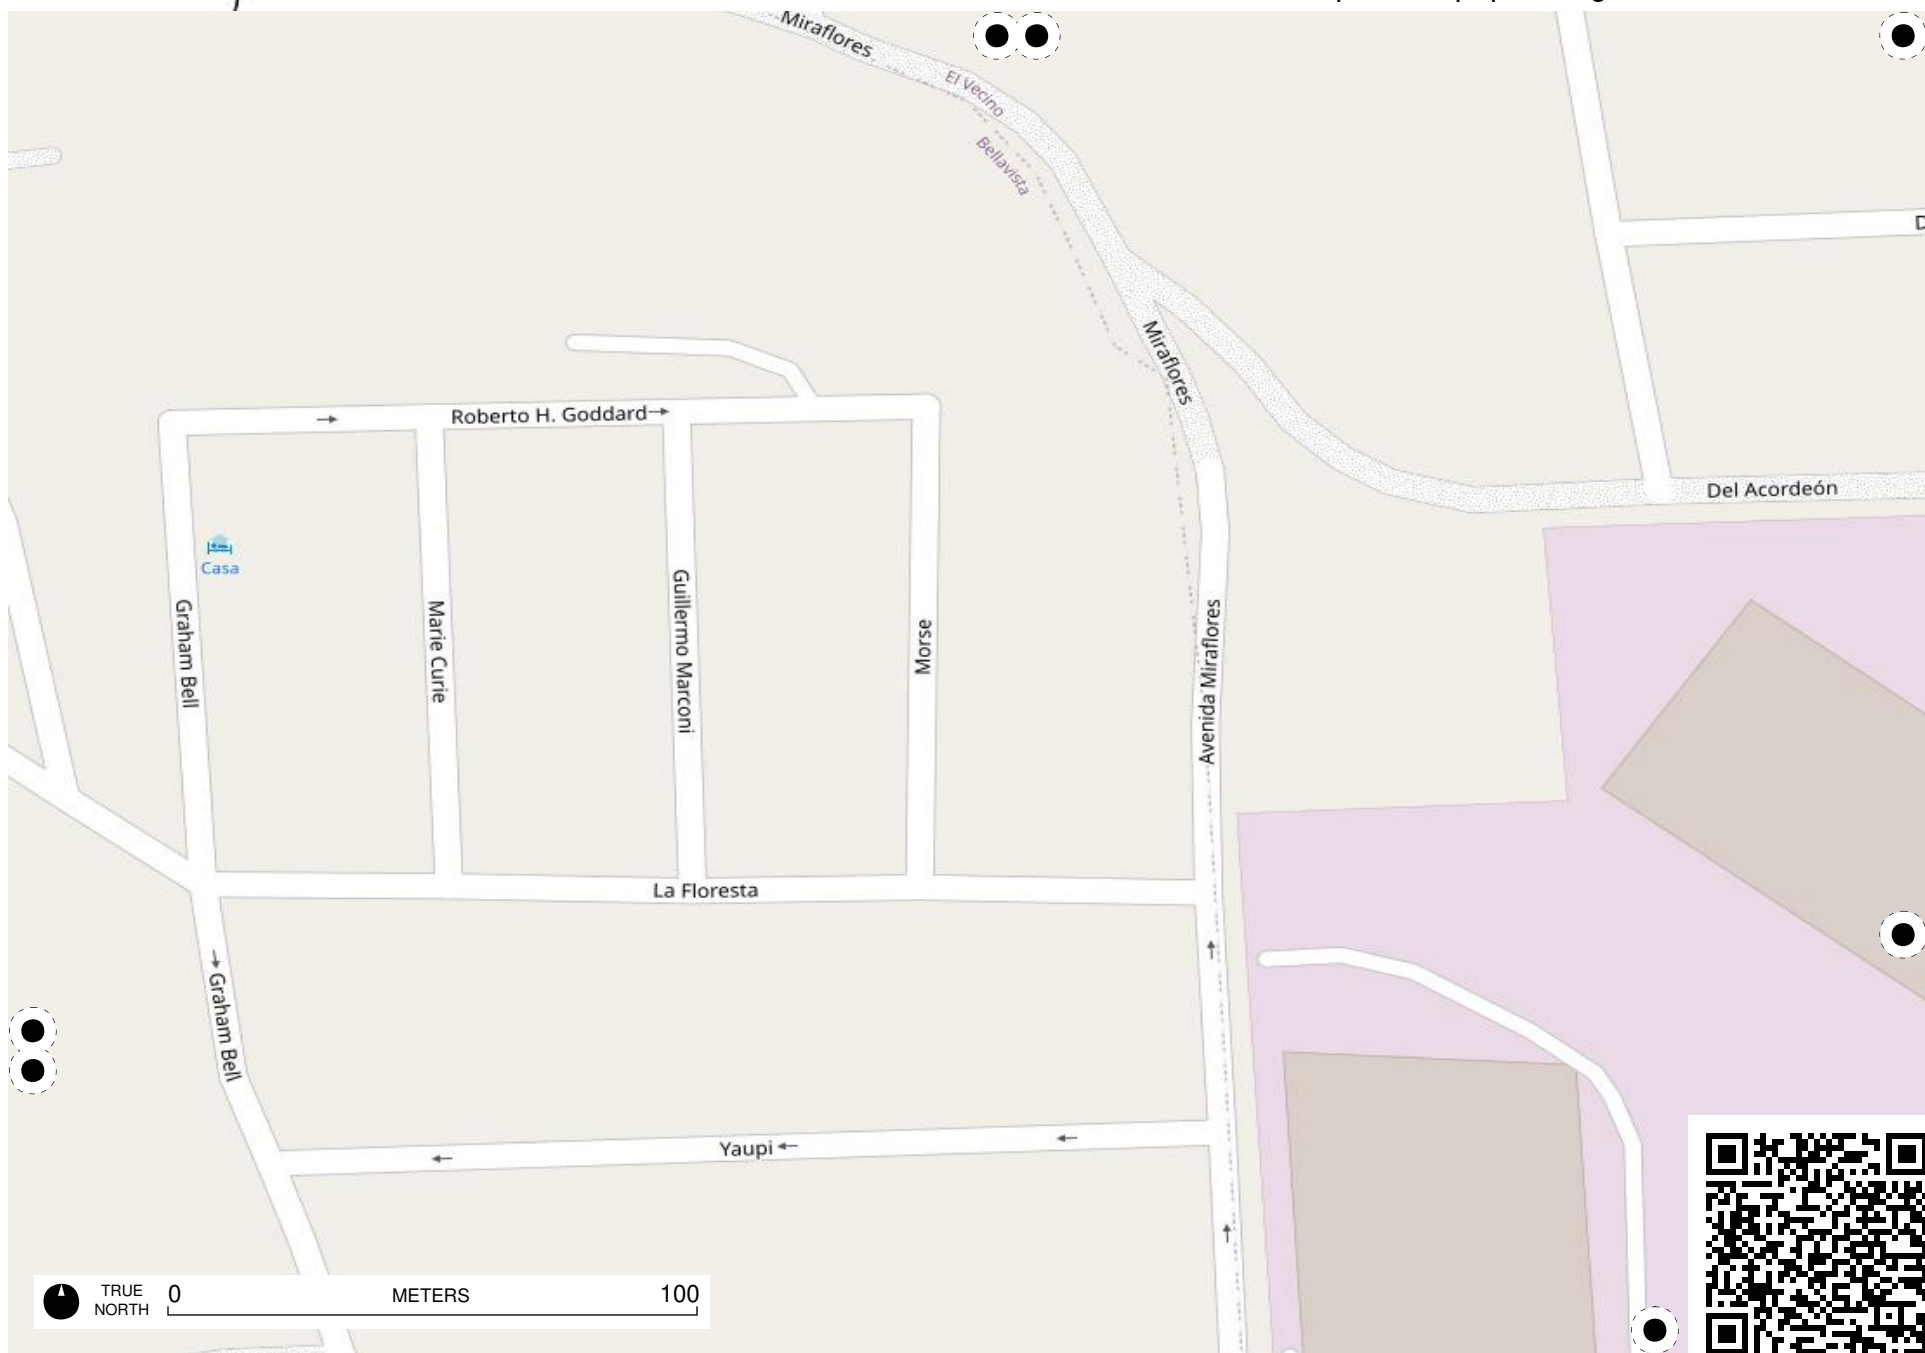 Miraflores
El Vecino
Bellavista
D
Miraflores
Roberto H. Goddard
Del Acordeón
Casa
Graham Bell
Marie Curie
Guillermo Marconi
Morse
Avenida Miraflores
La Floresta
Graham Bell
Yaupi
TRUE
NORTH
0 METERS 100